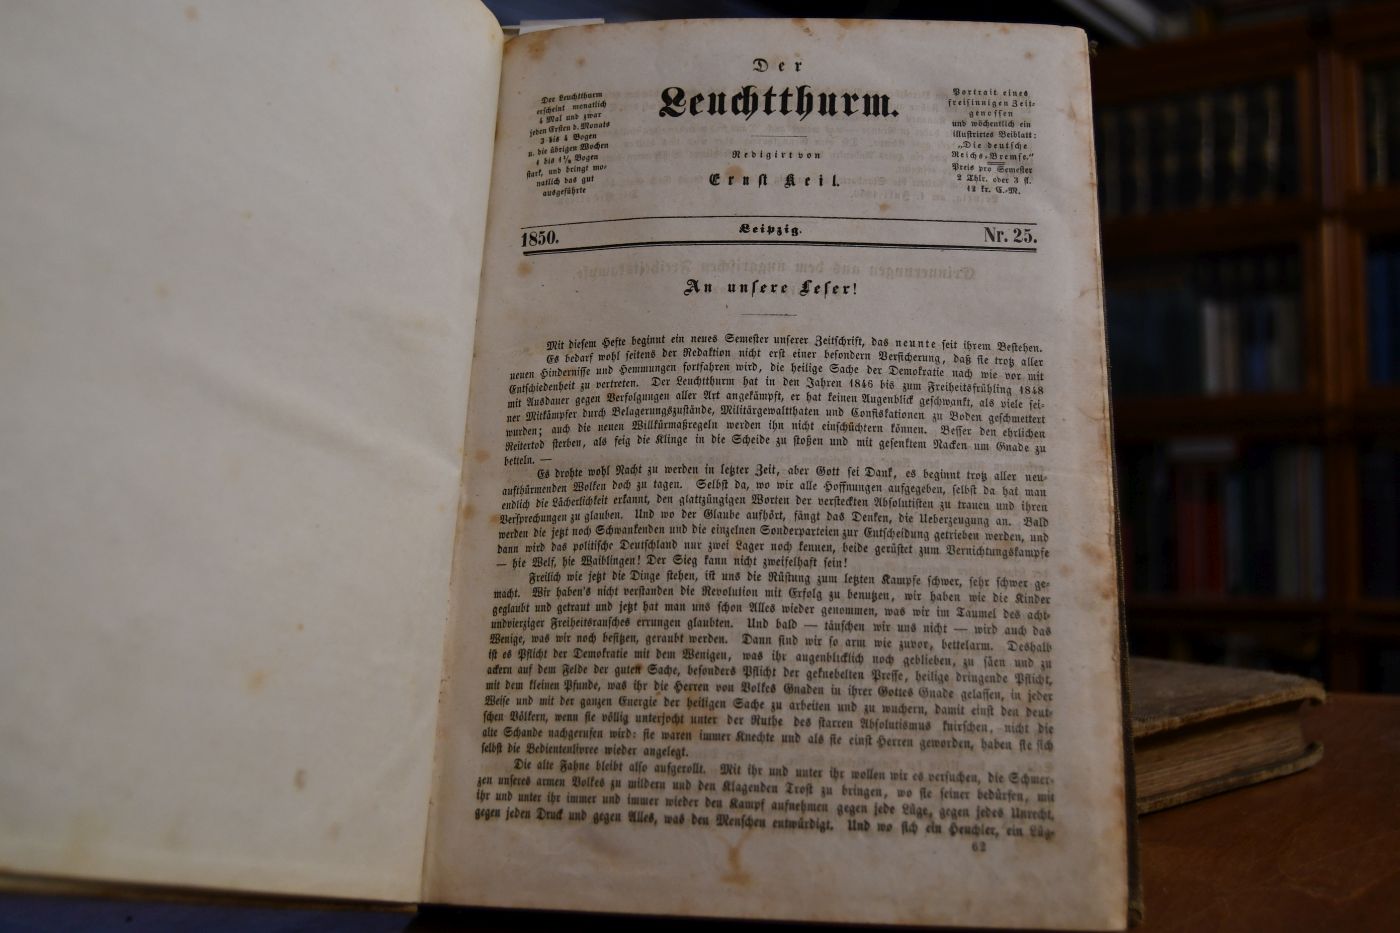 Der
Leuchtthurm.
Redigirt von
Ernst Keil.
Der Leuchtthurm
erscheint monatlich
4 Mal und zwar
jeden Ersten d. Monats
3 bis 4 Bogen
u. die übrigen Wochen
1 bis 1½ Bogen
stark, und bringt mo-
natlich das gut
ausgeführte
Portrait eines
freisinnigen Zeit-
genossen
und wöchentlich ein
illustrirtes Beiblatt:
„Die deutsche
Reichs-Bremse."
Preis pro Semester
2 Thlr. oder 3 fl.
12 kr. C.-M.
1850. Leipzig. Nr. 25.
An unsere Leser!
Mit diesem Hefte beginnt ein neues Semester unserer Zeitschrift, das neunte seit ihrem Bestehen.
Es bedarf wohl seitens der Redaktion nicht erst einer besondern Versicherung, daß sie trotz aller
neuen Hindernisse und Hemmungen fortfahren wird, die heilige Sache der Demokratie nach wie vor mit
Entschiedenheit zu vertreten. Der Leuchtthurm hat in den Jahren 1846 bis zum Freiheitsfrühling 1848
mit Ausdauer gegen Verfolgungen aller Art angekämpft, er hat keinen Augenblick geschwankt, als viele sei-
ner Mitkämpfer durch Belagerungszustände, Militärgewaltthaten und Confiskationen zu Boden geschmettert
wurden; auch die neuen Willkürmaßregeln werden ihn nicht einschüchtern können. Besser den ehrlichen
Reitertod sterben, als feig die Klinge in die Scheide zu stoßen und mit gesenktem Nacken um Gnade zu
betteln. —
Es drohte wohl Nacht zu werden in letzter Zeit, aber Gott sei Dank, es beginnt trotz aller neu-
aufthürmenden Wolken doch zu tagen. Selbst da, wo wir alle Hoffnungen aufgegeben, selbst da hat man
endlich die Lächerlichkeit erkannt, den glattzüngigen Worten der versteckten Absolutisten zu trauen und ihren
Versprechungen zu glauben. Und wo der Glaube aufhört, fängt das Denken, die Ueberzeugung an. Bald
werden die jetzt noch Schwankenden und die einzelnen Sonderparteien zur Entscheidung getrieben werden, und
dann wird das politische Deutschland nur zwei Lager noch kennen, beide gerüstet zum Vernichtungskampfe
— hie Welf, hie Waiblingen! Der Sieg kann nicht zweifelhaft sein!
Freilich wie jetzt die Dinge stehen, ist uns die Rüstung zum letzten Kampfe schwer, sehr schwer ge-
macht. Wir haben's nicht verstanden die Revolution mit Erfolg zu benutzen, wir haben wie die Kinder
geglaubt und getraut und jetzt hat man uns schon Alles wieder genommen, was wir im Taumel des acht-
undvierziger Freiheitsrausches errungen glaubten. Und bald — täuschen wir uns nicht — wird auch das
Wenige, was wir noch besitzen, geraubt werden. Dann sind wir so arm wie zuvor, bettelarm. Deshalb
ist es Pflicht der Demokratie mit dem Wenigen, was ihr augenblicklich noch geblieben, zu säen und zu
ackern auf dem Felde der guten Sache, besonders Pflicht der geknebelten Presse, heilige dringende Pflicht,
mit dem kleinen Pfunde, was ihr die Herren von Volkes Gnaden in ihrer Gottes Gnade gelassen, in jeder
Weise und mit der ganzen Energie der heiligen Sache zu arbeiten und zu wuchern, damit einst den deut-
schen Völkern, wenn sie völlig unterjocht unter der Ruthe des starren Absolutismus knirschen, nicht die
alte Schande nachgerufen wird: sie waren immer Knechte und als sie einst Herren geworden, haben sie sich
selbst die Bedientenlivree wieder angelegt.
Die alte Fahne bleibt also aufgerollt. Mit ihr und unter ihr wollen wir es versuchen, die Schmer-
zen unseres armen Volkes zu mildern und den Klagenden Trost zu bringen, wo sie seiner bedürfen, mit
ihr und unter ihr immer und immer wieder den Kampf aufnehmen gegen jede Lüge, gegen jedes Unrecht,
gegen jeden Druck und gegen Alles, was den Menschen entwürdigt. Und wo sich ein Heuchler, ein Lüg-
62